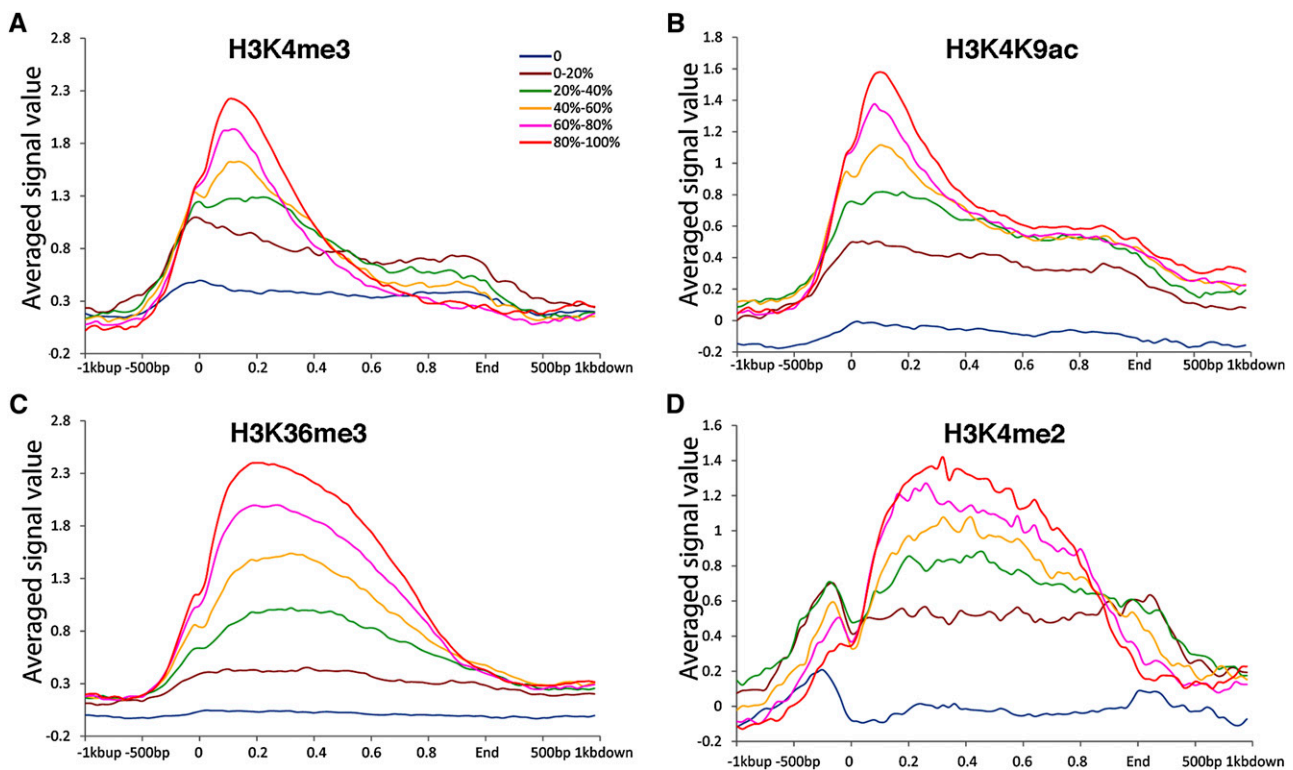 A
H3K4me3
Averaged signal value
2.8
2.3
1.8
1.3
0.8
0.3
-0.2
-1kbup -500bp 0 0.2 0.4 0.6 0.8 End 500bp 1kbdown
0
0-20%
20%-40%
40%-60%
60%-80%
80%-100%
B
H3K4K9ac
Averaged signal value
1.8
1.6
1.4
1.2
1
0.8
0.6
0.4
0.2
0
-0.2
-1kbup -500bp 0 0.2 0.4 0.6 0.8 End 500bp 1kbdown
C
H3K36me3
Averaged signal value
2.8
2.3
1.8
1.3
0.8
0.3
-0.2
-1kbup -500bp 0 0.2 0.4 0.6 0.8 End 500bp 1kbdown
D
H3K4me2
Averaged signal value
1.6
1.4
1.2
1
0.8
0.6
0.4
0.2
0
-0.2
-1kbup -500bp 0 0.2 0.4 0.6 0.8 End 500bp 1kbdown